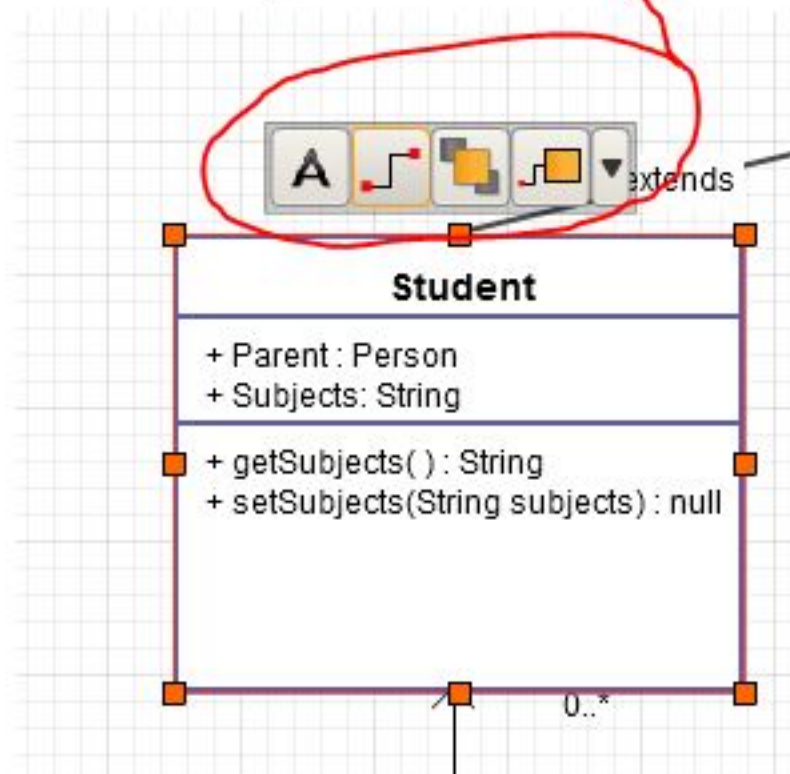 A
extends
Student
+ Parent : Person
+ Subjects: String
+ getSubjects( ) : String
+ setSubjects(String subjects) : null
0..*